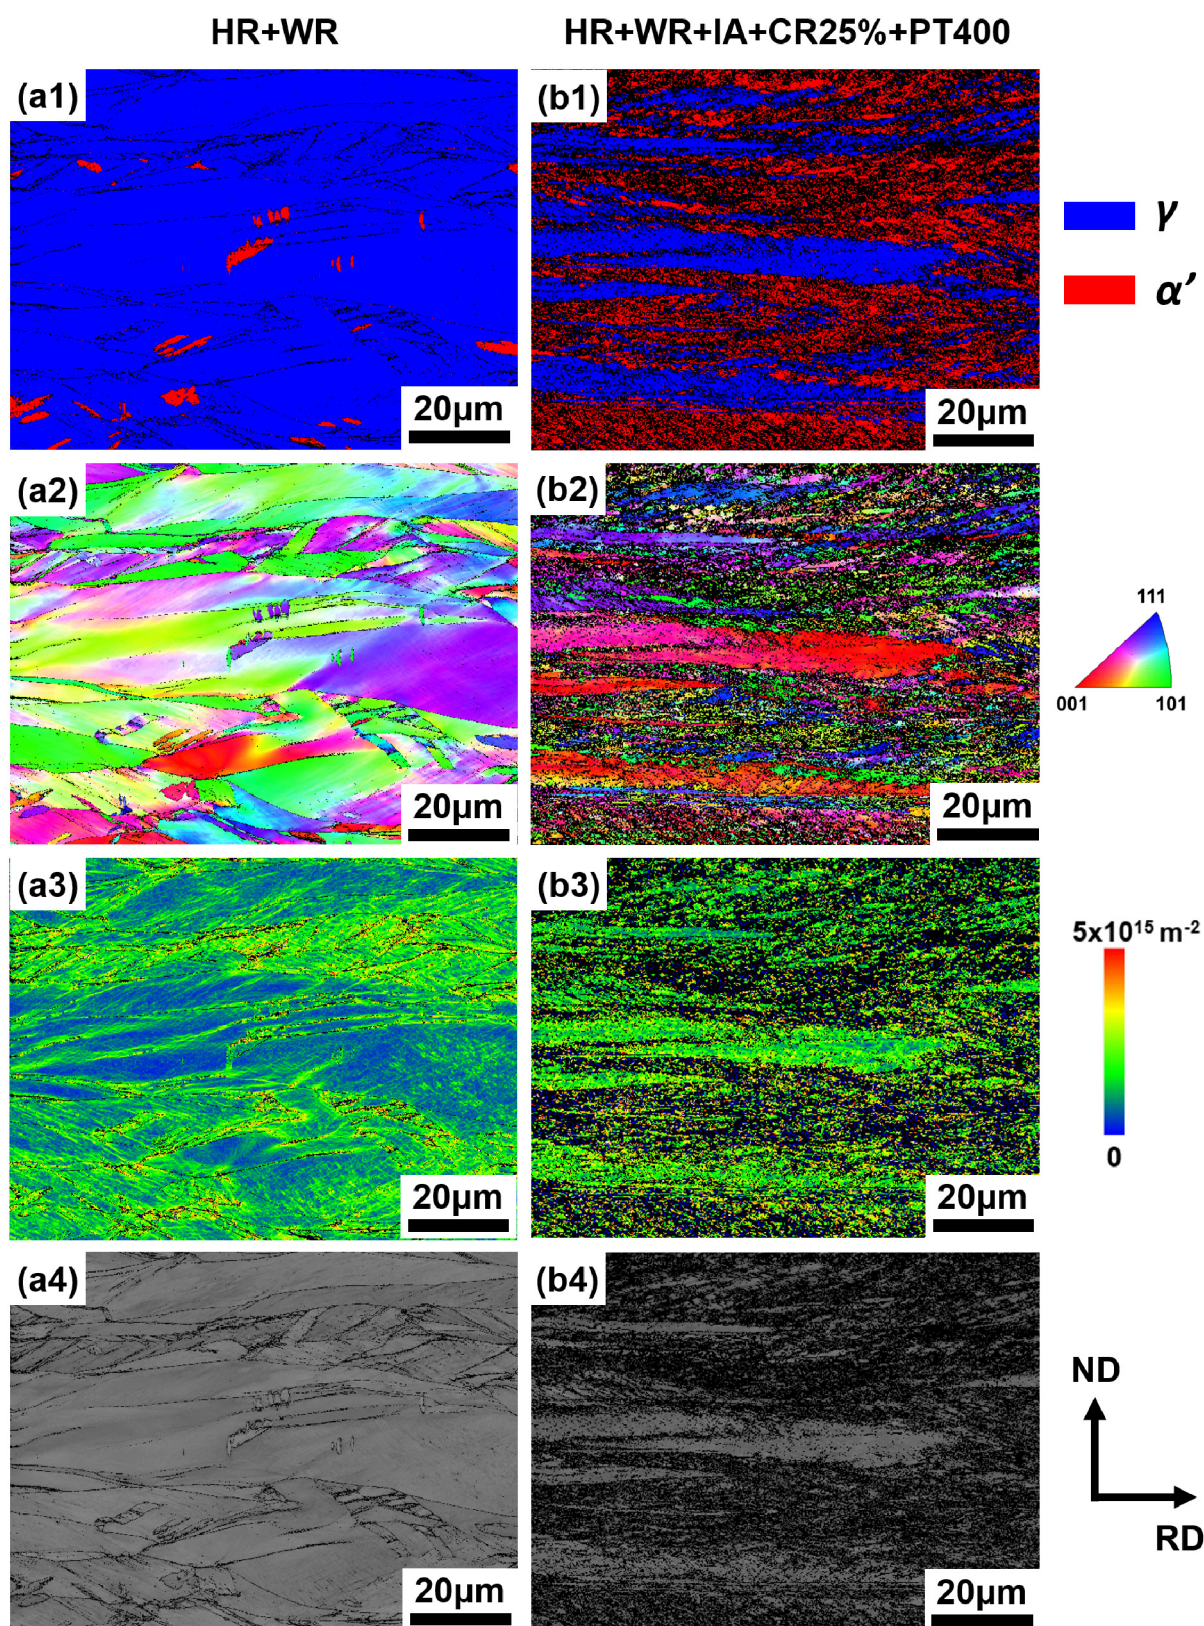 HR+WR
HR+WR+IA+CR25%+PT400
(a1)
(b1)
γ
α’
20μm
20μm
(a2)
(b2)
111
001
101
20μm
20μm
(a3)
(b3)
5x10¹⁵ m⁻²
0
20μm
20μm
(a4)
(b4)
ND
RD
20μm
20μm